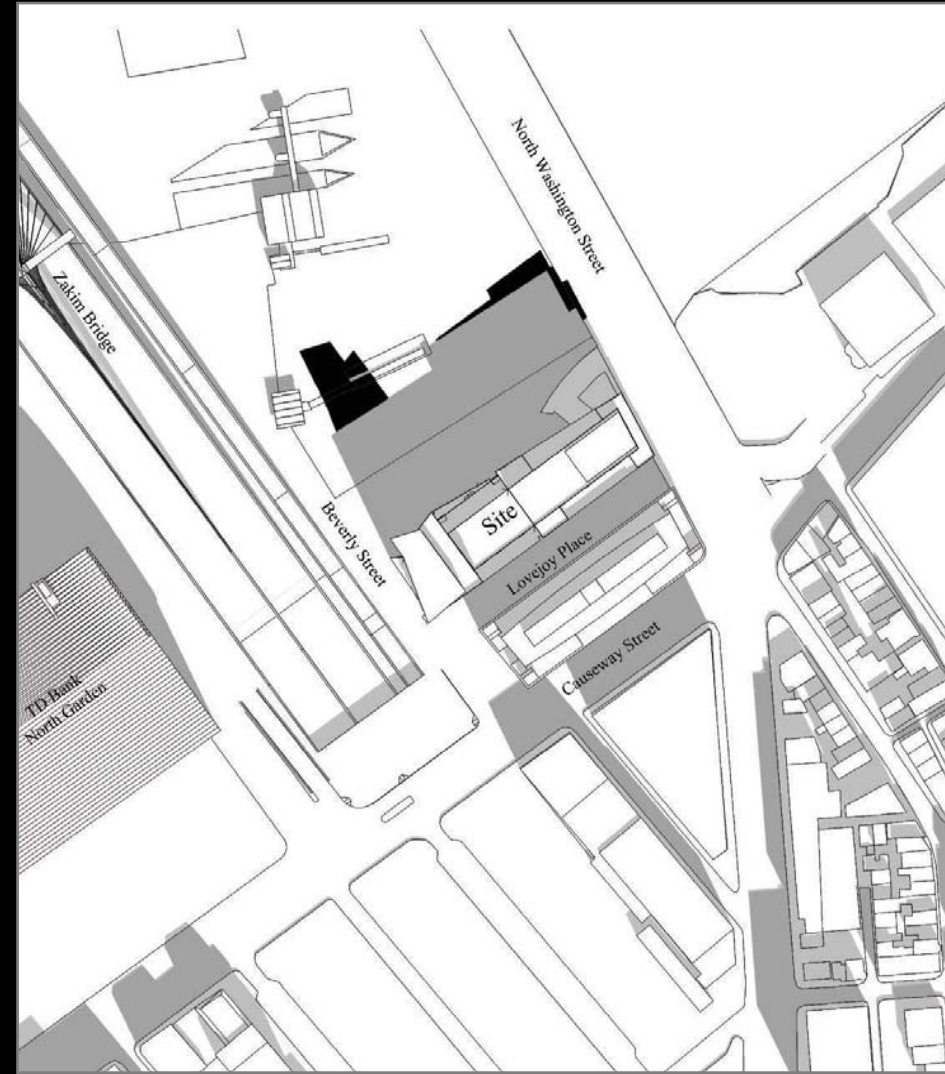 North Washington Street
Zakim Bridge
Beverly Street
Site
Lovejoy Place
Causeway Street
TD Bank
North Garden